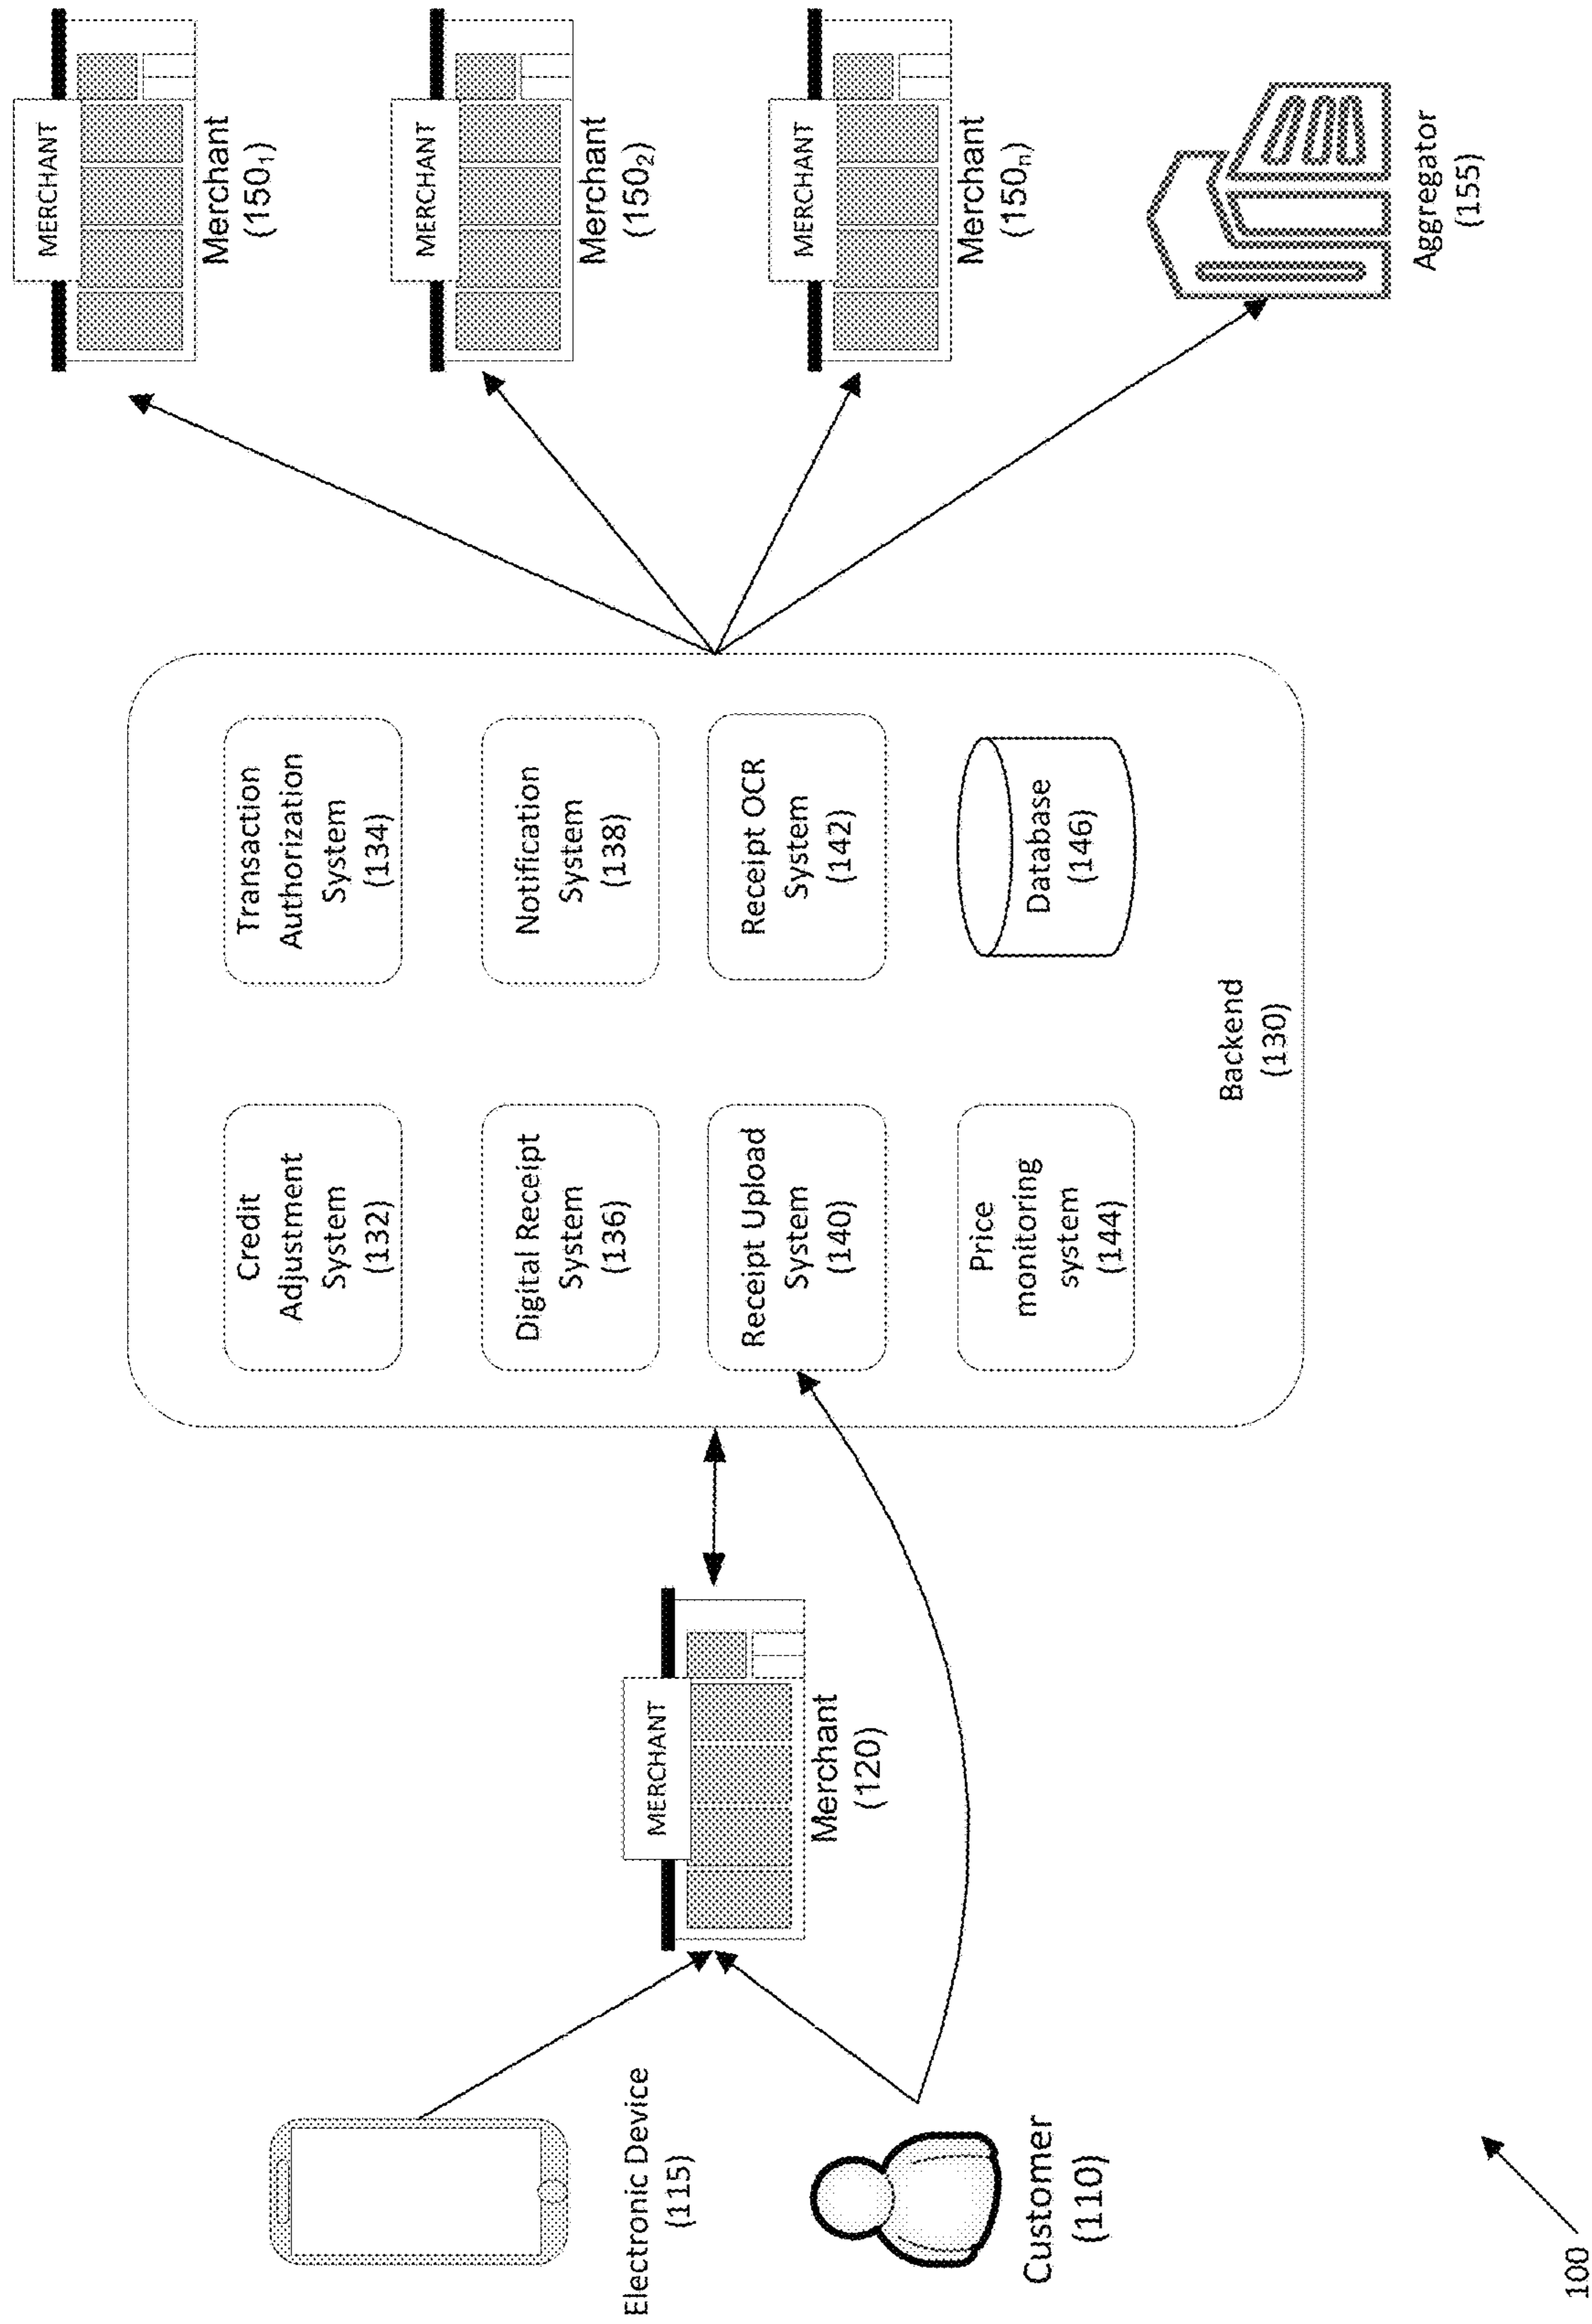 Electronic Device
(115)
Customer
(110)
MERCHANT
Merchant
(120)
Credit
Adjustment
System
(132)
Transaction
Authorization
System
(134)
Digital Receipt
System
(136)
Notification
System
(138)
Receipt Upload
System
(140)
Receipt OCR
System
(142)
Price
monitoring
system
(144)
Database
(146)
Backend
(130)
MERCHANT
Merchant
(150₁)
MERCHANT
Merchant
(150₂)
MERCHANT
Merchant
(150ₙ)
Aggregator
(155)
100